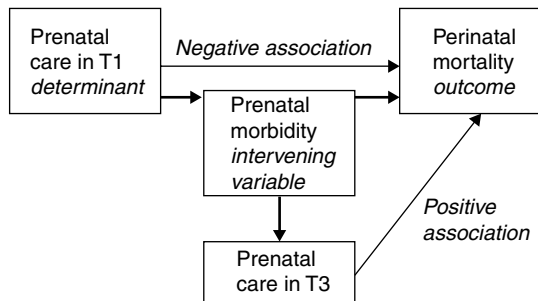 Prenatal
care in T1
determinant
Negative association
Perinatal
mortality
outcome
Prenatal
morbidity
intervening
variable
Positive
association
Prenatal
care in T3